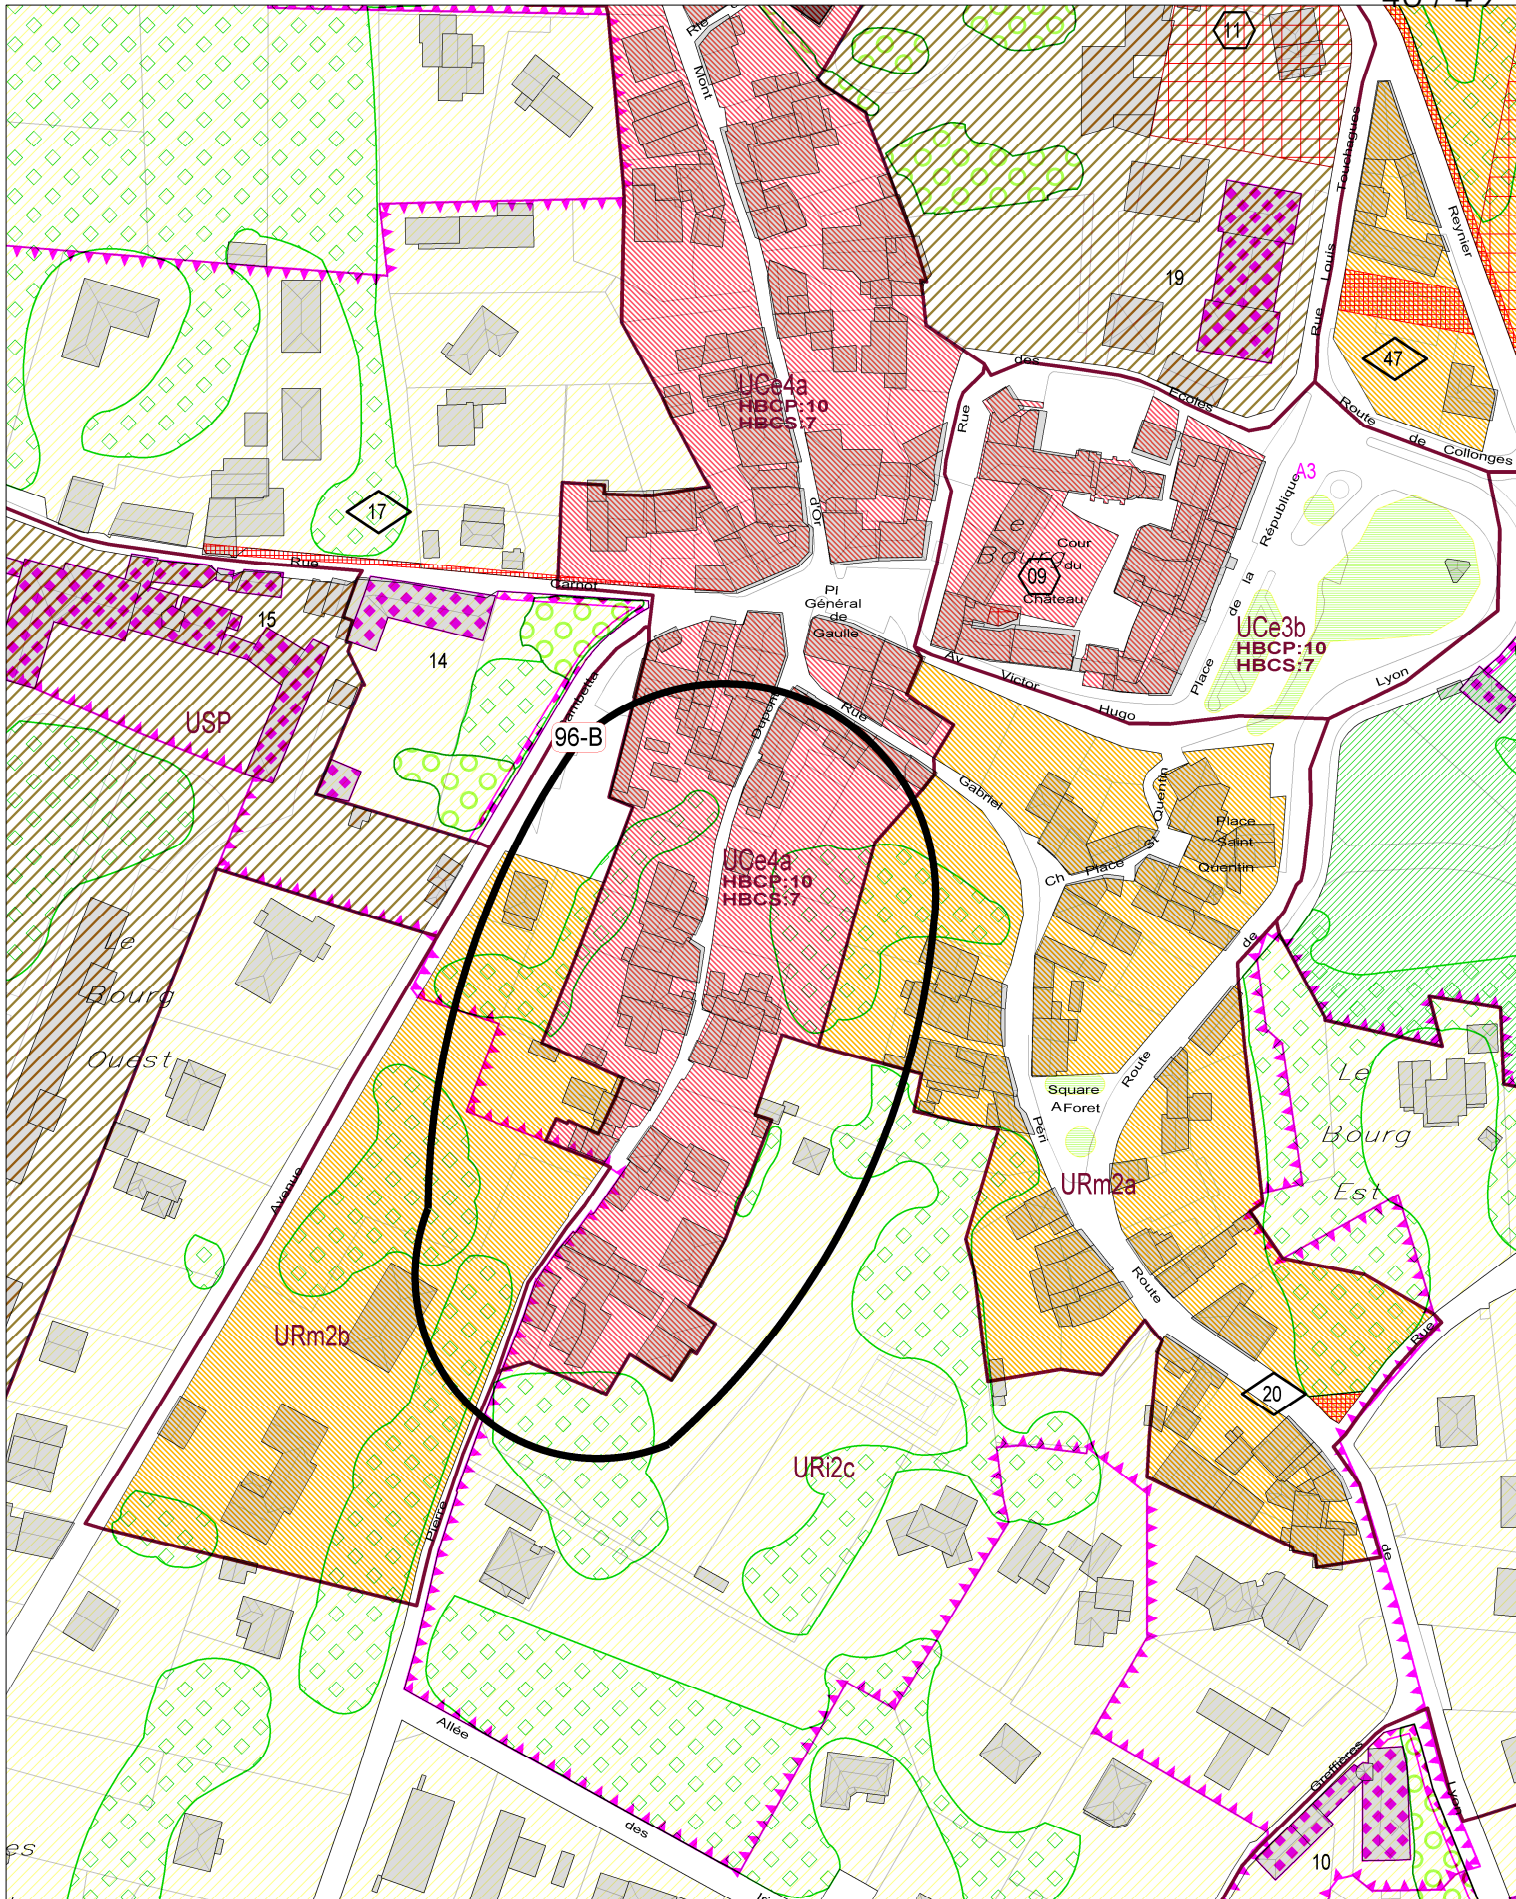 11
Mont
Rue
Louis
Touchagues
Reynier
19
47
des
Ecoles
Rue
Route
de
Collonges
UCe4a
HBCP:10
HBCS:7
A3
17
d'Or
Rue
Carnot
Le
Bourg
Cour
du
Château
09
Pl
Général
de
Gaulle
Place
de
la
République
UCe3b
HBCP:10
HBCS:7
15
14
USP
Av
Victor
Hugo
Lyon
Gambetta
96-B
Dupont
Rue
Gabriel
Quentin
St
Place
Ch
Place
Saint
Quentin
UCe4a
HBCP:10
HBCS:7
Le
Bourg
Ouest
de
Route
Square
A Foret
Péri
Le
Bourg
Est
URm2a
Avenue
Route
Rue
URm2b
20
URi2c
Pierre
de
Allée
des
Greffières
Lyon
10
es